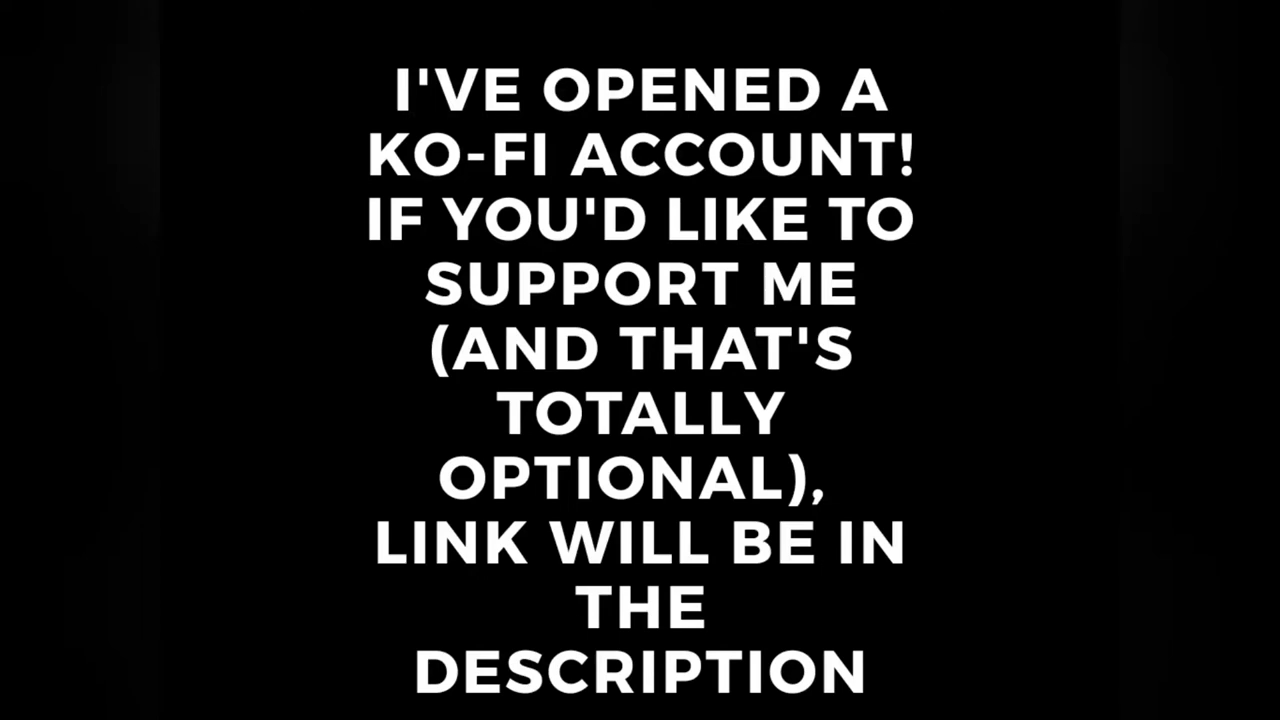 I'VE OPENED A
KO-FI ACCOUNT!
IF YOU'D LIKE TO
SUPPORT ME
(AND THAT'S
TOTALLY
OPTIONAL),
LINK WILL BE IN
THE
DESCRIPTION